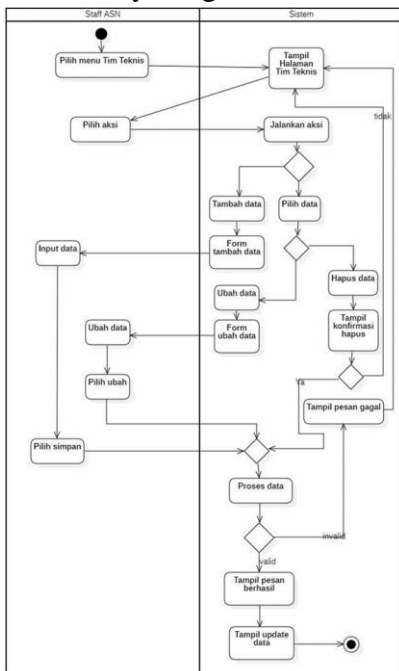 Staff ASN
Sistem
Pilih menu Tim Teknis
Tampil
Halaman
Tim Teknis
Pilih aksi
Jalankan aksi
tidak
Tambah data
Pilih data
Input data
Form
tambah data
Hapus data
Ubah data
Tampil
konfirmasi
hapus
Ubah data
Form
ubah data
Pilih ubah
Ya
Tampil pesan gagal
Pilih simpan
Proses data
invalid
valid
Tampil pesan
berhasil
Tampil update
data